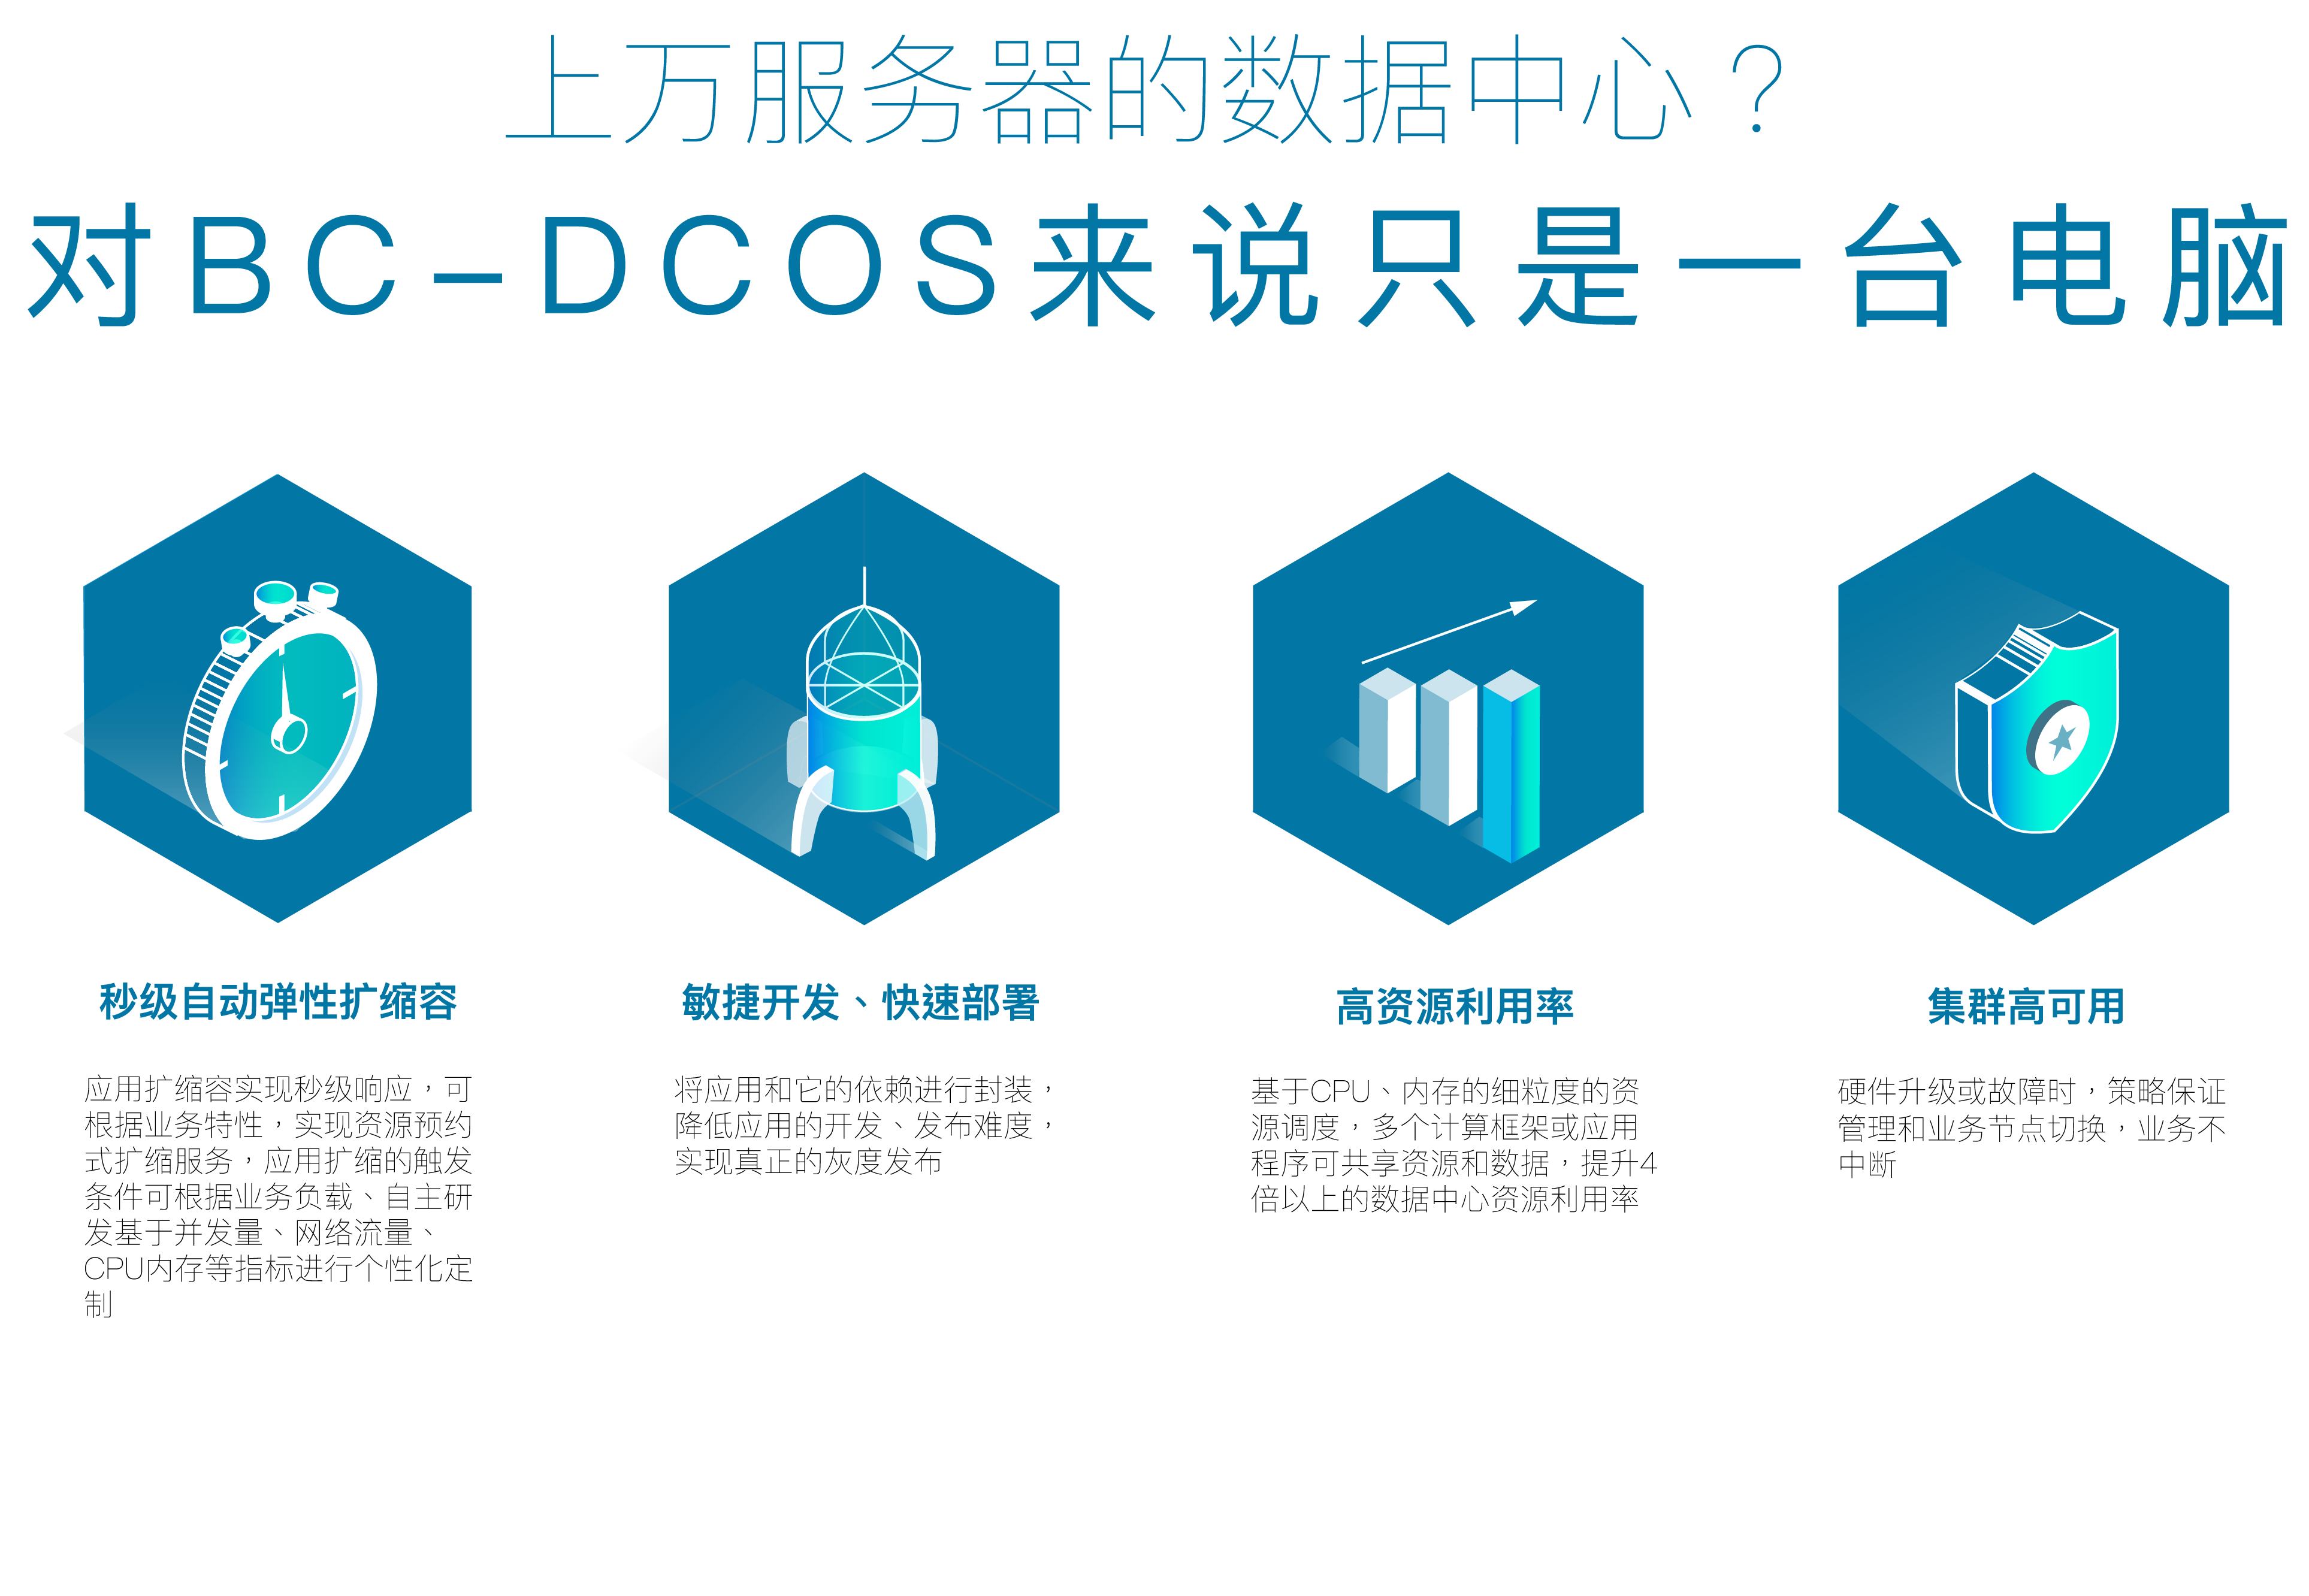 上万服务器的数据中心？
对BC-DCOS来说只是一台电脑
秒级自动弹性扩缩容
应用扩缩容实现秒级响应，可
根据业务特性，实现资源预约
式扩缩服务，应用扩缩的触发
条件可根据业务负载、自主研
发基于并发量、网络流量、
CPU内存等指标进行个性化定
制
敏捷开发、快速部署
将应用和它的依赖进行封装，
降低应用的开发、发布难度，
实现真正的灰度发布
高资源利用率
基于CPU、内存的细粒度的资
源调度，多个计算框架或应用
程序可共享资源和数据，提升4
倍以上的数据中心资源利用率
集群高可用
硬件升级或故障时，策略保证
管理和业务节点切换，业务不
中断